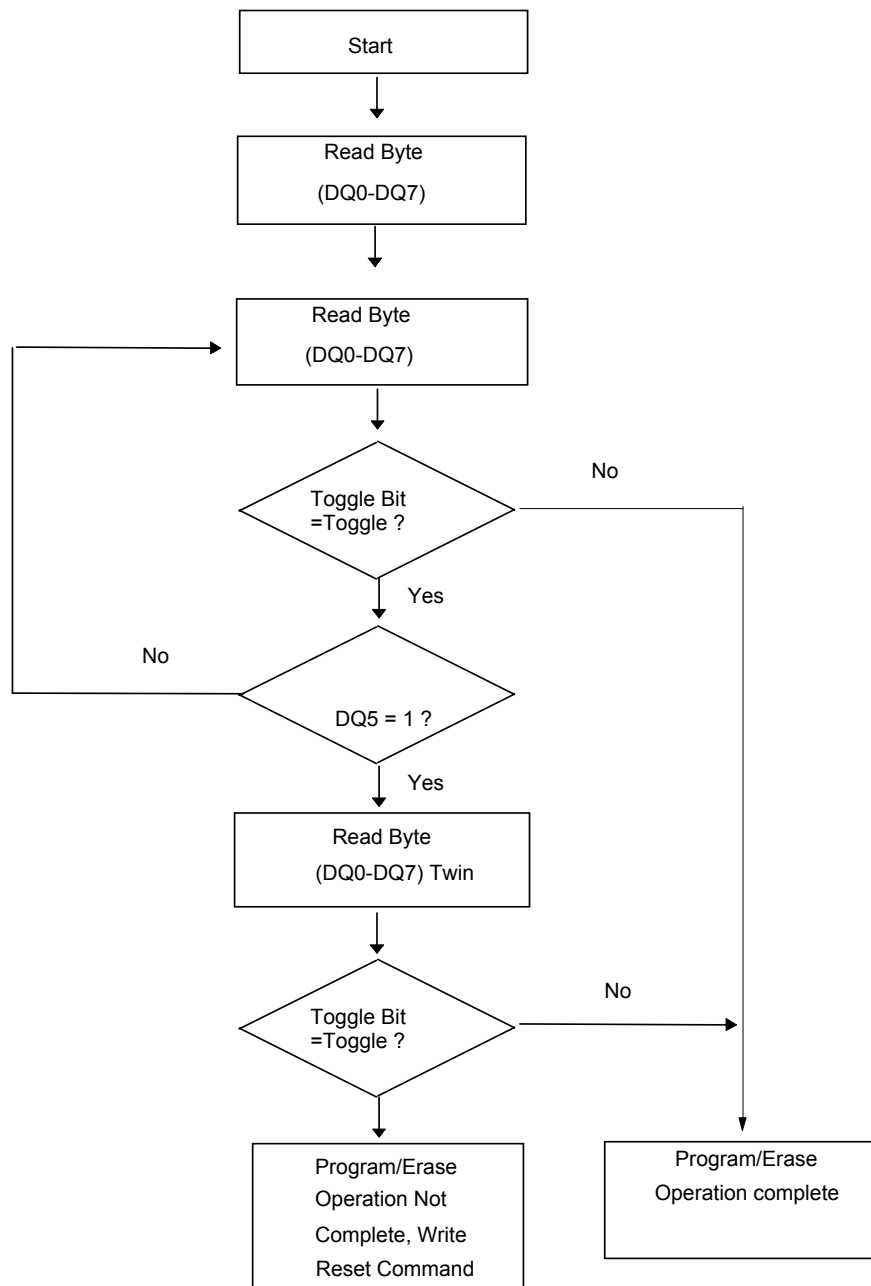 Start
Read Byte
(DQ0-DQ7)
Read Byte
(DQ0-DQ7)
Toggle Bit
=Toggle ?
No
Yes
DQ5 = 1 ?
No
Yes
Read Byte
(DQ0-DQ7) Twin
Toggle Bit
=Toggle ?
No
Program/Erase
Operation Not
Complete, Write
Reset Command
Program/Erase
Operation complete